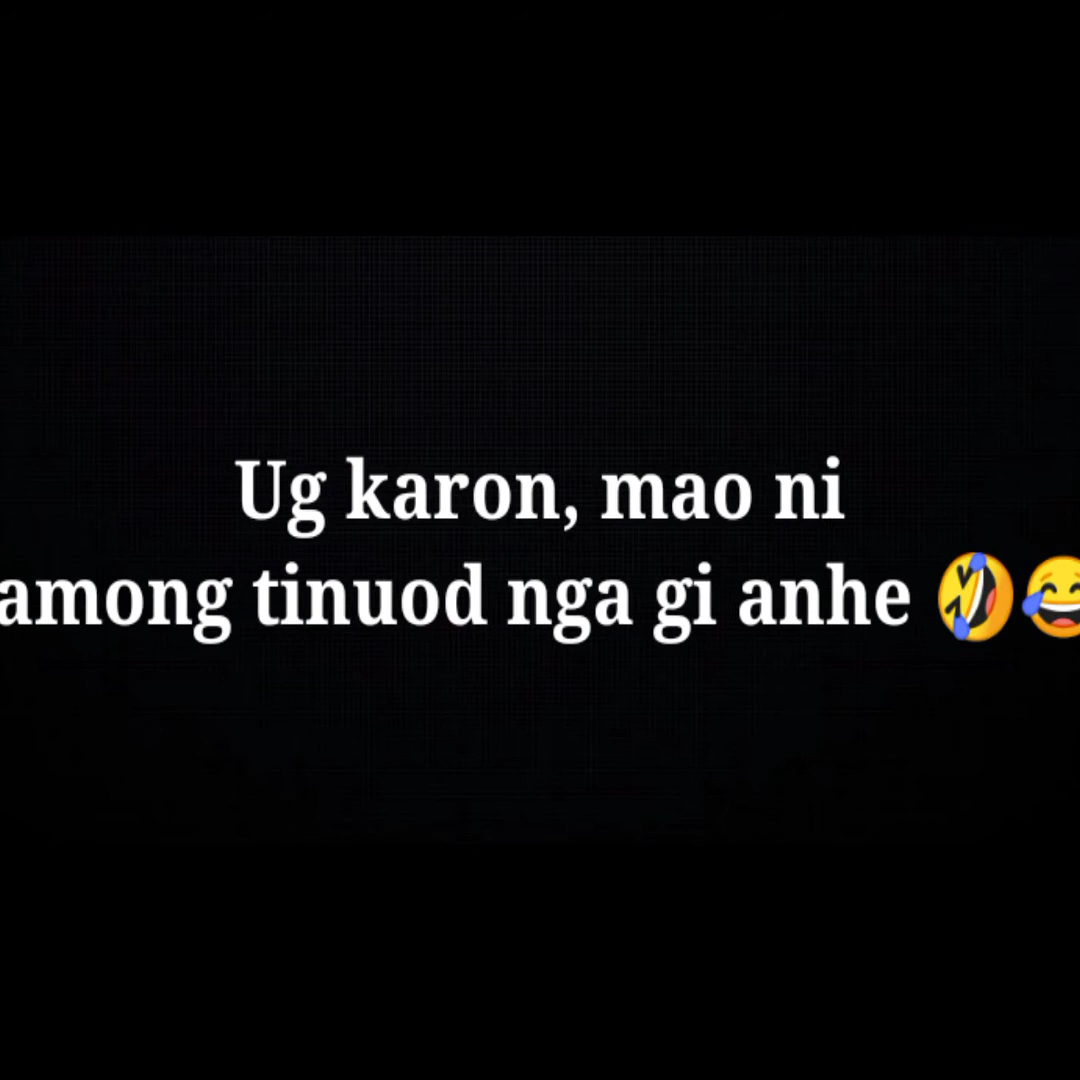 Ug karon, mao ni
among tinuod nga gi anhe 🤣😂